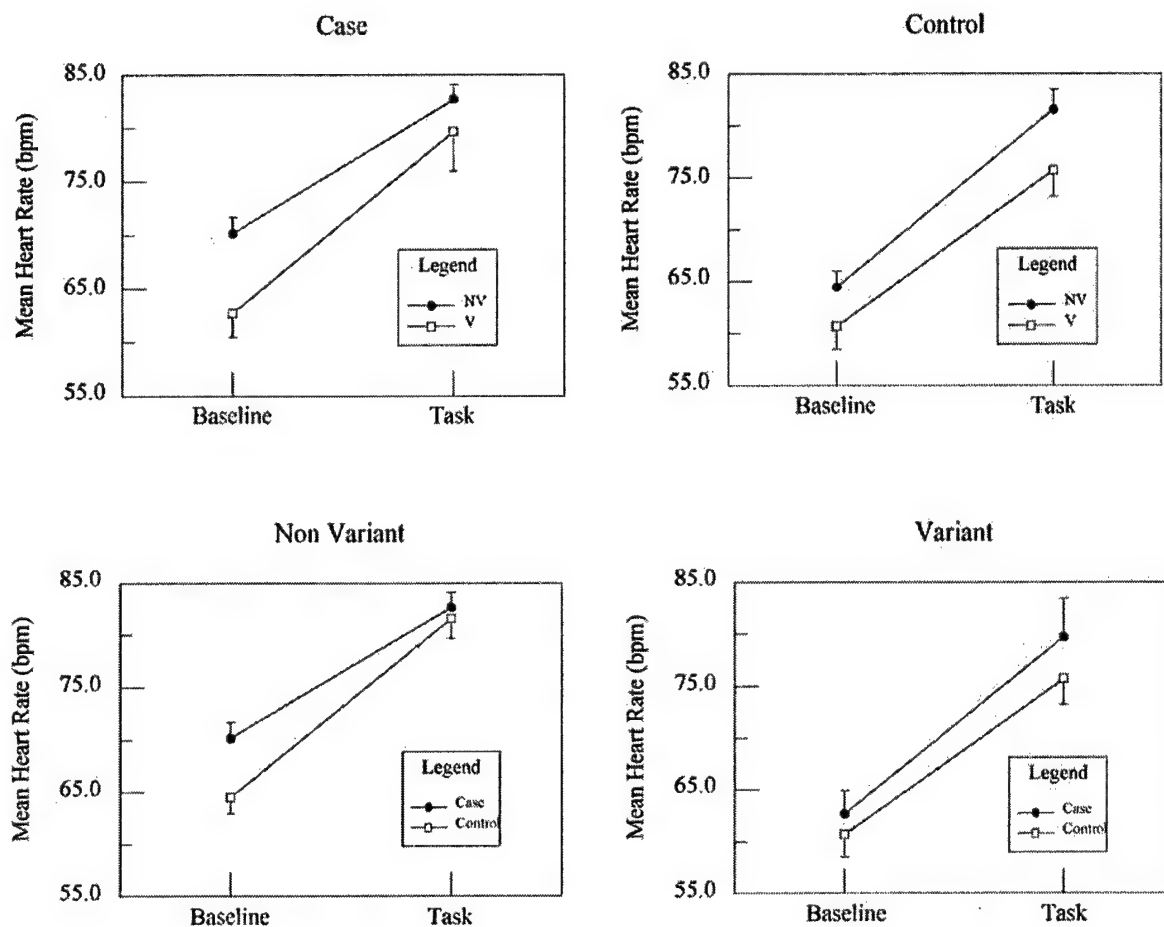 Case
Mean Heart Rate (bpm)
85.0
75.0
65.0
55.0
Baseline
Task
Legend
NV
V
Control
Mean Heart Rate (bpm)
85.0
75.0
65.0
55.0
Baseline
Task
Legend
NV
V
Non Variant
Mean Heart Rate (bpm)
85.0
75.0
65.0
55.0
Baseline
Task
Legend
Case
Control
Variant
Mean Heart Rate (bpm)
85.0
75.0
65.0
55.0
Baseline
Task
Legend
Case
Control